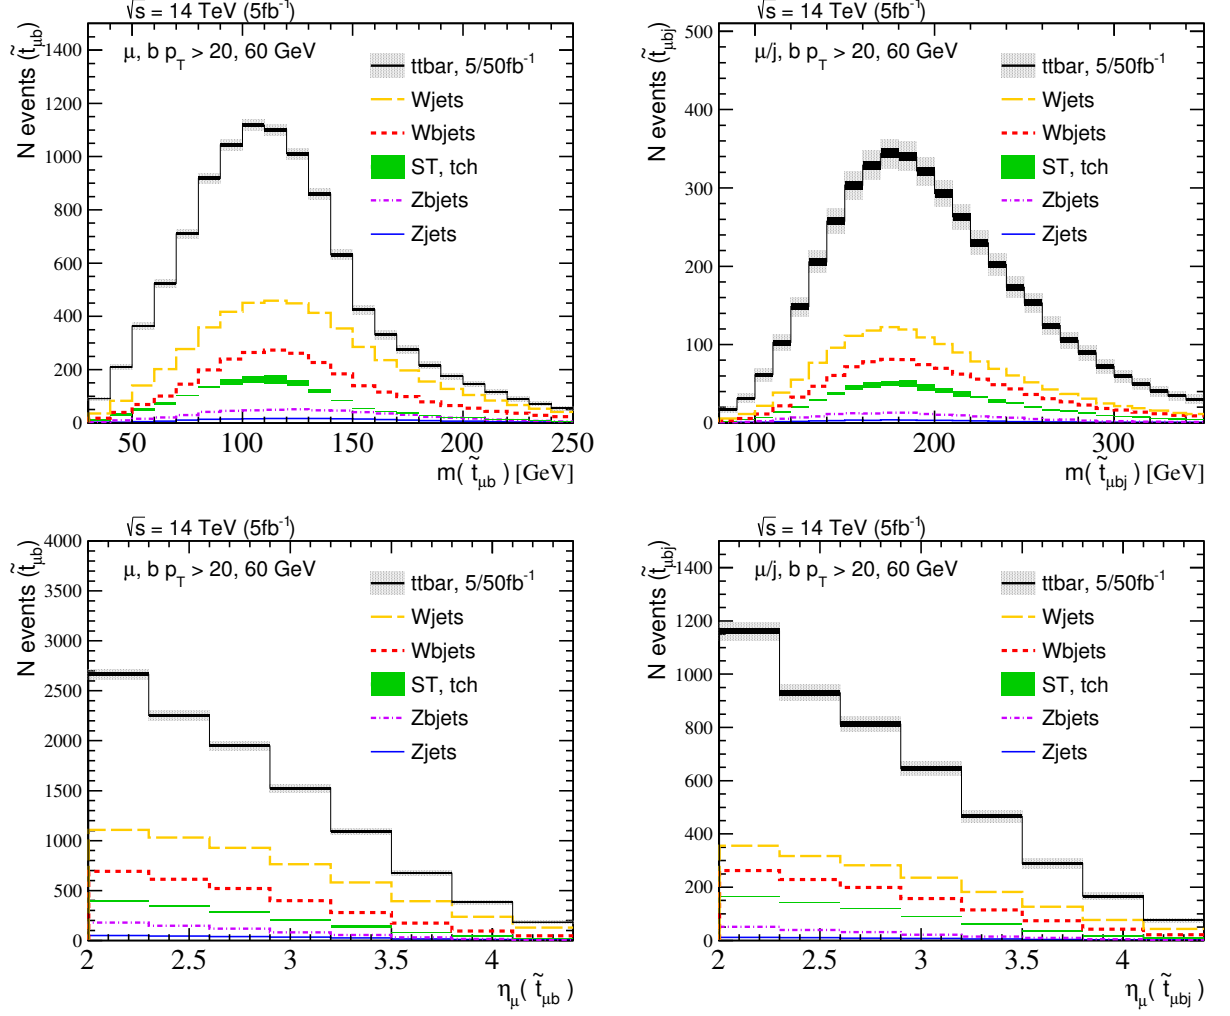 √s = 14 TeV (5fb⁻¹)
μ, b p_T > 20, 60 GeV
ttbar, 5/50fb⁻¹
Wjets
Wbjets
ST, tch
Zbjets
Zjets
N events (t̃_μb)
1400
1200
1000
800
600
400
200
0
50 100 150 200 250
m( t̃_μb ) [GeV]
√s = 14 TeV (5fb⁻¹)
μ/j, b p_T > 20, 60 GeV
ttbar, 5/50fb⁻¹
Wjets
Wbjets
ST, tch
Zbjets
Zjets
N events (t̃_μbj)
500
400
300
200
100
0
100 200 300
m( t̃_μbj ) [GeV]
√s = 14 TeV (5fb⁻¹)
μ, b p_T > 20, 60 GeV
ttbar, 5/50fb⁻¹
Wjets
Wbjets
ST, tch
Zbjets
Zjets
N events (t̃_μb)
4000
3500
3000
2500
2000
1500
1000
500
0
2 2.5 3 3.5 4
η_μ( t̃_μb )
√s = 14 TeV (5fb⁻¹)
μ/j, b p_T > 20, 60 GeV
ttbar, 5/50fb⁻¹
Wjets
Wbjets
ST, tch
Zbjets
Zjets
N events (t̃_μbj)
1400
1200
1000
800
600
400
200
0
2 2.5 3 3.5 4
η_μ( t̃_μbj )